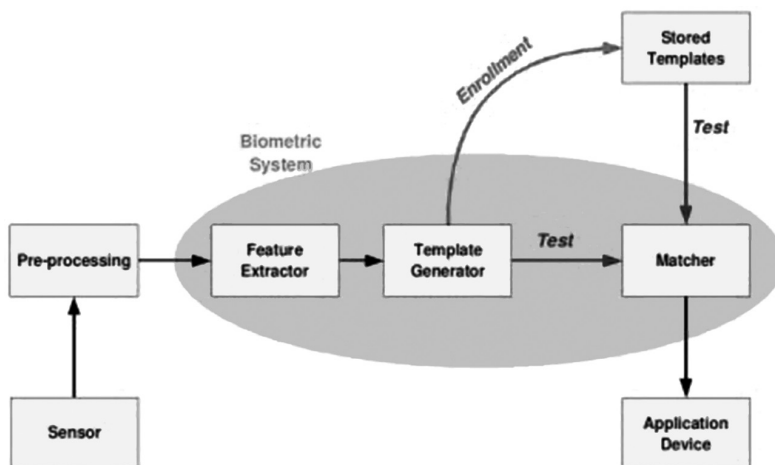 Stored
Templates
Enrollment
Test
Biometric
System
Pre-processing
Feature
Extractor
Template
Generator
Test
Matcher
Sensor
Application
Device